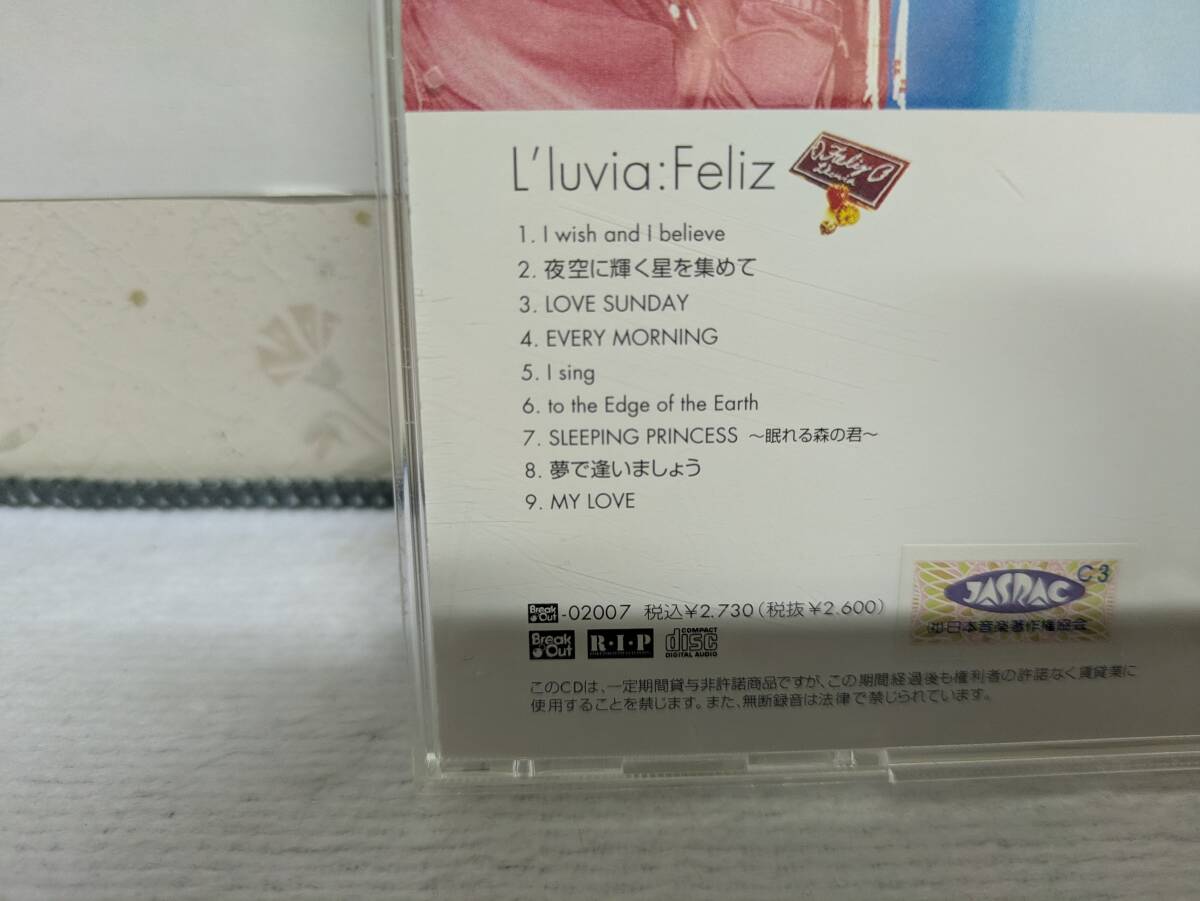 L'luvia:Feliz
Feliz
1. I wish and I believe
2. 夜空に輝く星を集めて
3. LOVE SUNDAY
4. EVERY MORNING
5. I sing
6. to the Edge of the Earth
7. SLEEPING PRINCESS 〜眠れる森の君〜
8. 夢で逢いましょう
9. MY LOVE
JASRAC C3
日本音楽著作権協会
Break Out -02007 税込¥2.730(税抜¥2.600)
Break Out R・I・P COMPACT disc DIGITAL AUDIO
このCDは、一定期間貸与非許諾商品ですが、この期間経過後も権利者の許諾なく賃貸業に
使用することを禁じます。また、無断録音は法律で禁じられています。